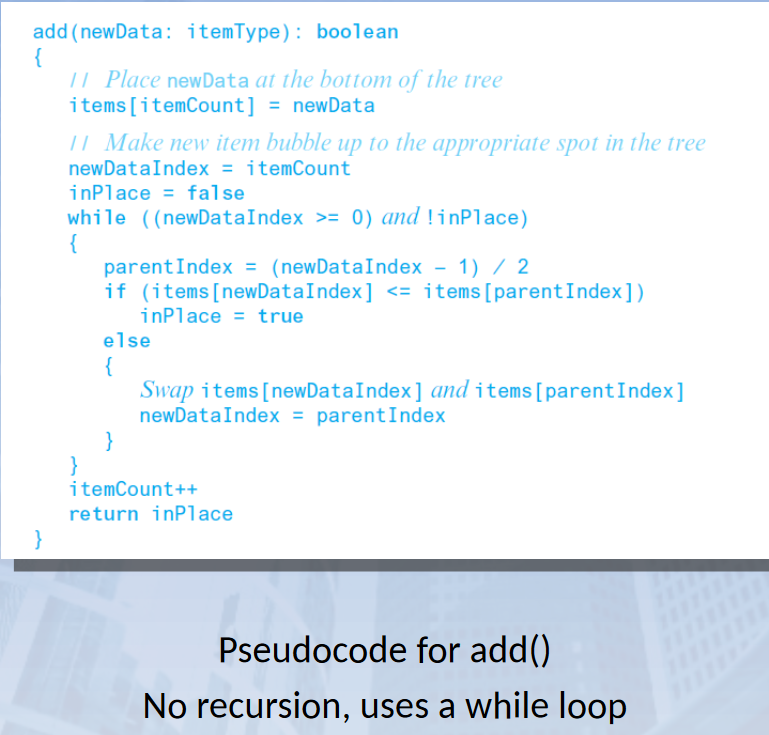 add(newData: itemType): boolean
{
// Place newData at the bottom of the tree
items[itemCount] = newData
// Make new item bubble up to the appropriate spot in the tree
newDataIndex = itemCount
inPlace = false
while ((newDataIndex >= 0) and !inPlace)
{
parentIndex = (newDataIndex – 1) / 2
if (items[newDataIndex] <= items[parentIndex])
inPlace = true
else
{
Swap items[newDataIndex] and items[parentIndex]
newDataIndex = parentIndex
}
}
itemCount++
return inPlace
}
Pseudocode for add()
No recursion, uses a while loop